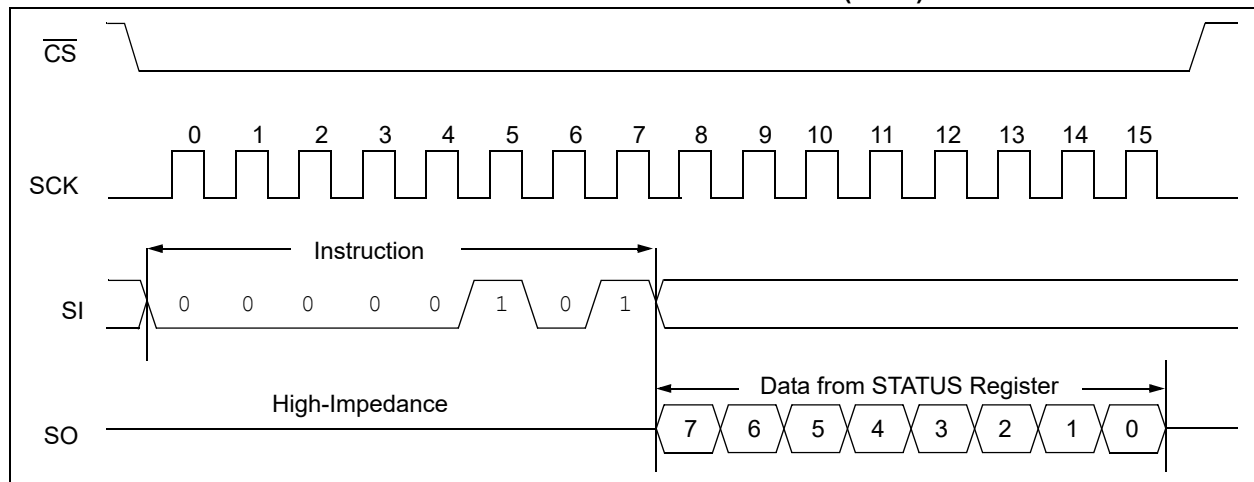 CS
0 1 2 3 4 5 6 7 8 9 10 11 12 13 14 15
SCK
Instruction
SI 0 0 0 0 0 1 0 1
Data from STATUS Register
High-Impedance
SO 7 6 5 4 3 2 1 0